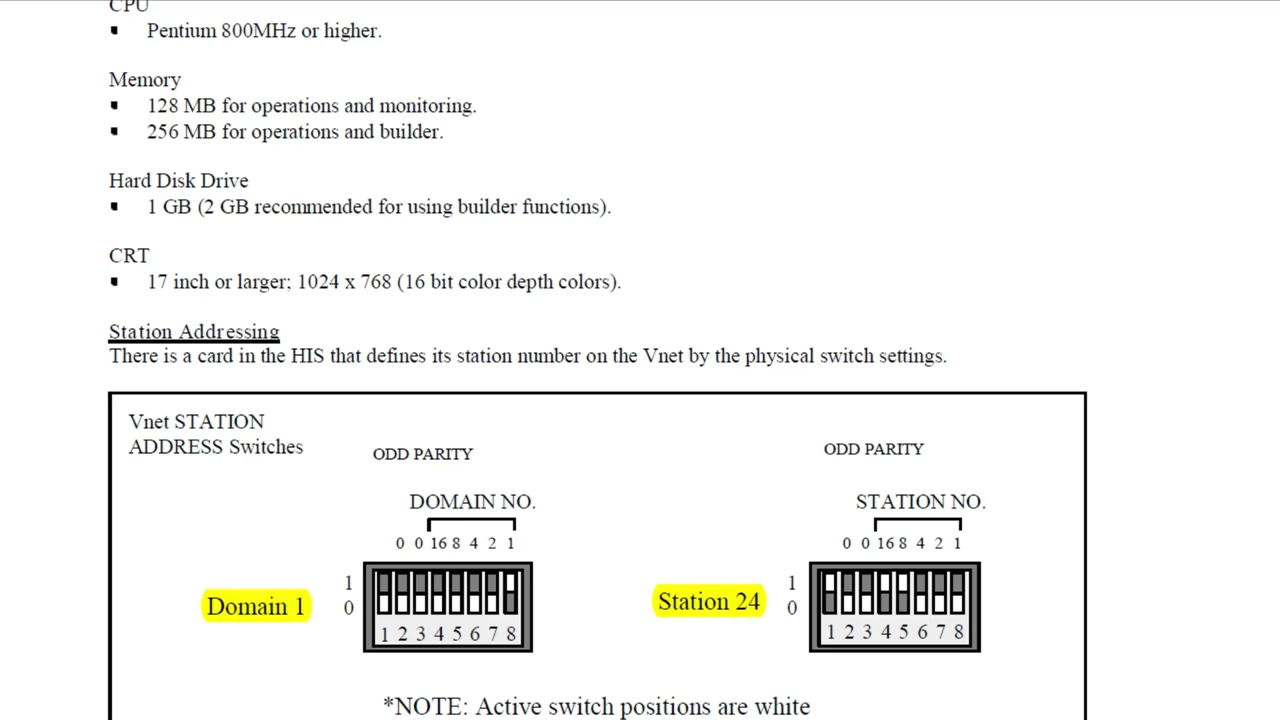 CPU
▪ Pentium 800MHz or higher.
Memory
▪ 128 MB for operations and monitoring.
▪ 256 MB for operations and builder.
Hard Disk Drive
▪ 1 GB (2 GB recommended for using builder functions).
CRT
▪ 17 inch or larger; 1024 x 768 (16 bit color depth colors).
Station Addressing
There is a card in the HIS that defines its station number on the Vnet by the physical switch settings.
Vnet STATION
ADDRESS Switches
ODD PARITY
DOMAIN NO.
0 0 16 8 4 2 1
1
0
Domain 1
1 2 3 4 5 6 7 8
ODD PARITY
STATION NO.
0 0 16 8 4 2 1
1
0
Station 24
1 2 3 4 5 6 7 8
*NOTE: Active switch positions are white